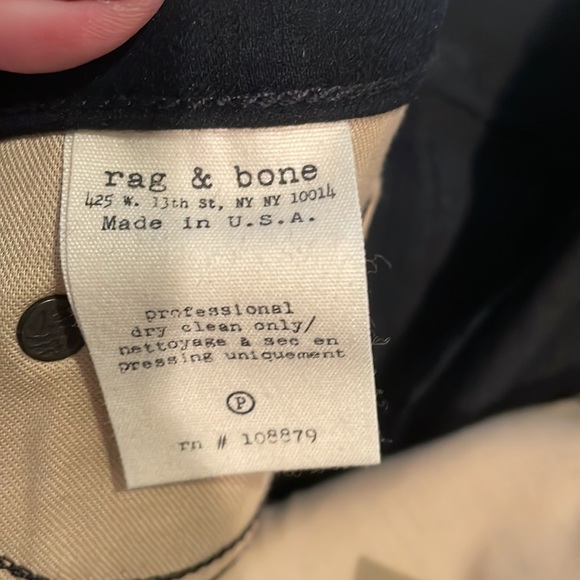 rag & bone
425 W. 13th St, NY NY 10014
Made in U.S.A.
professional
dry clean only/
nettoyage à sec en
pressing uniquement
P
rn # 108879